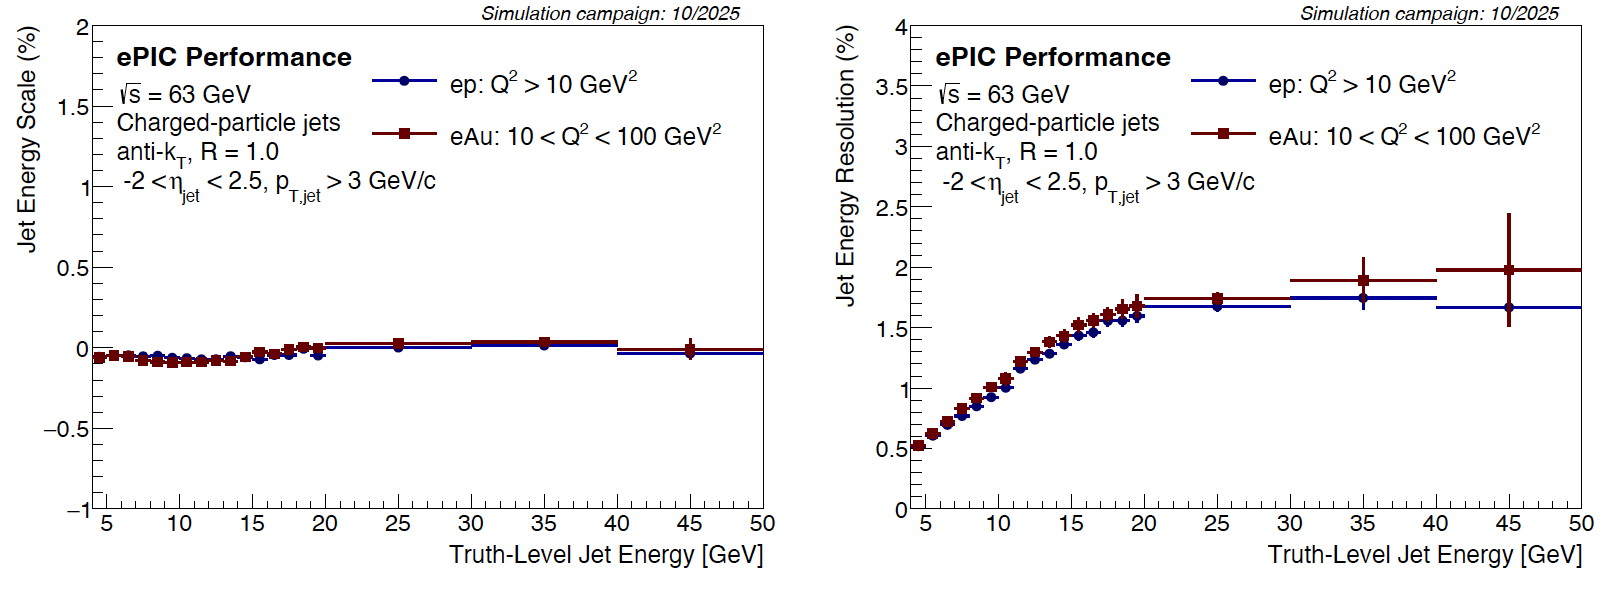 Simulation campaign: 10/2025
ePIC Performance
√s = 63 GeV
Charged-particle jets
anti-k_T, R = 1.0
-2 < η_jet < 2.5, p_T,jet > 3 GeV/c
ep: Q² > 10 GeV²
eAu: 10 < Q² < 100 GeV²
Jet Energy Scale (%)
2
1.5
1
0.5
0
−0.5
−1
5 10 15 20 25 30 35 40 45 50
Truth-Level Jet Energy [GeV]
Simulation campaign: 10/2025
ePIC Performance
√s = 63 GeV
Charged-particle jets
anti-k_T, R = 1.0
-2 < η_jet < 2.5, p_T,jet > 3 GeV/c
ep: Q² > 10 GeV²
eAu: 10 < Q² < 100 GeV²
Jet Energy Resolution (%)
4
3.5
3
2.5
2
1.5
1
0.5
0
5 10 15 20 25 30 35 40 45 50
Truth-Level Jet Energy [GeV]